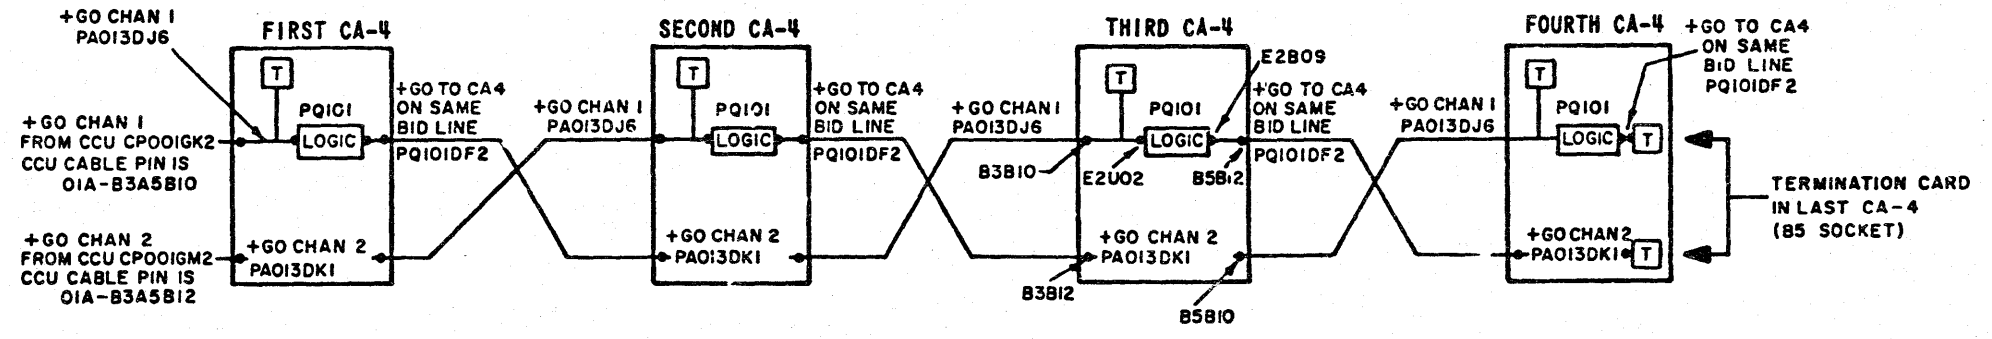 +GO CHAN 1
PA013DJ6
FIRST CA-4
T
PQ101
LOGIC
+GO CHAN 1
FROM CCU CP001GK2
CCU CABLE PIN IS
01A-B3A5B10
+GO CHAN 2
FROM CCU CP001GM2
CCU CABLE PIN IS
01A-B3A5B12
+GO CHAN 2
PA013DK1
+GO TO CA4
ON SAME
BID LINE
PQ101DF2
+GO CHAN 1
PA013DJ6
SECOND CA-4
T
PQ101
LOGIC
+GO CHAN 2
PA013DK1
+GO TO CA4
ON SAME
BID LINE
PQ101DF2
+GO CHAN 1
PA013DJ6
THIRD CA-4
T
PQ101
LOGIC
E2B09
B3B10
E2U02
B5B12
+GO CHAN 2
PA013DK1
B3B12
B5B10
+GO TO CA4
ON SAME
BID LINE
PQ101DF2
+GO CHAN 1
PA013DJ6
FOURTH CA-4
T
PQ101
LOGIC
T
+GO CHAN 2
PA013DK1
T
+GO TO CA4
ON SAME
BID LINE
PQ101DF2
TERMINATION CARD
IN LAST CA-4
(B5 SOCKET)